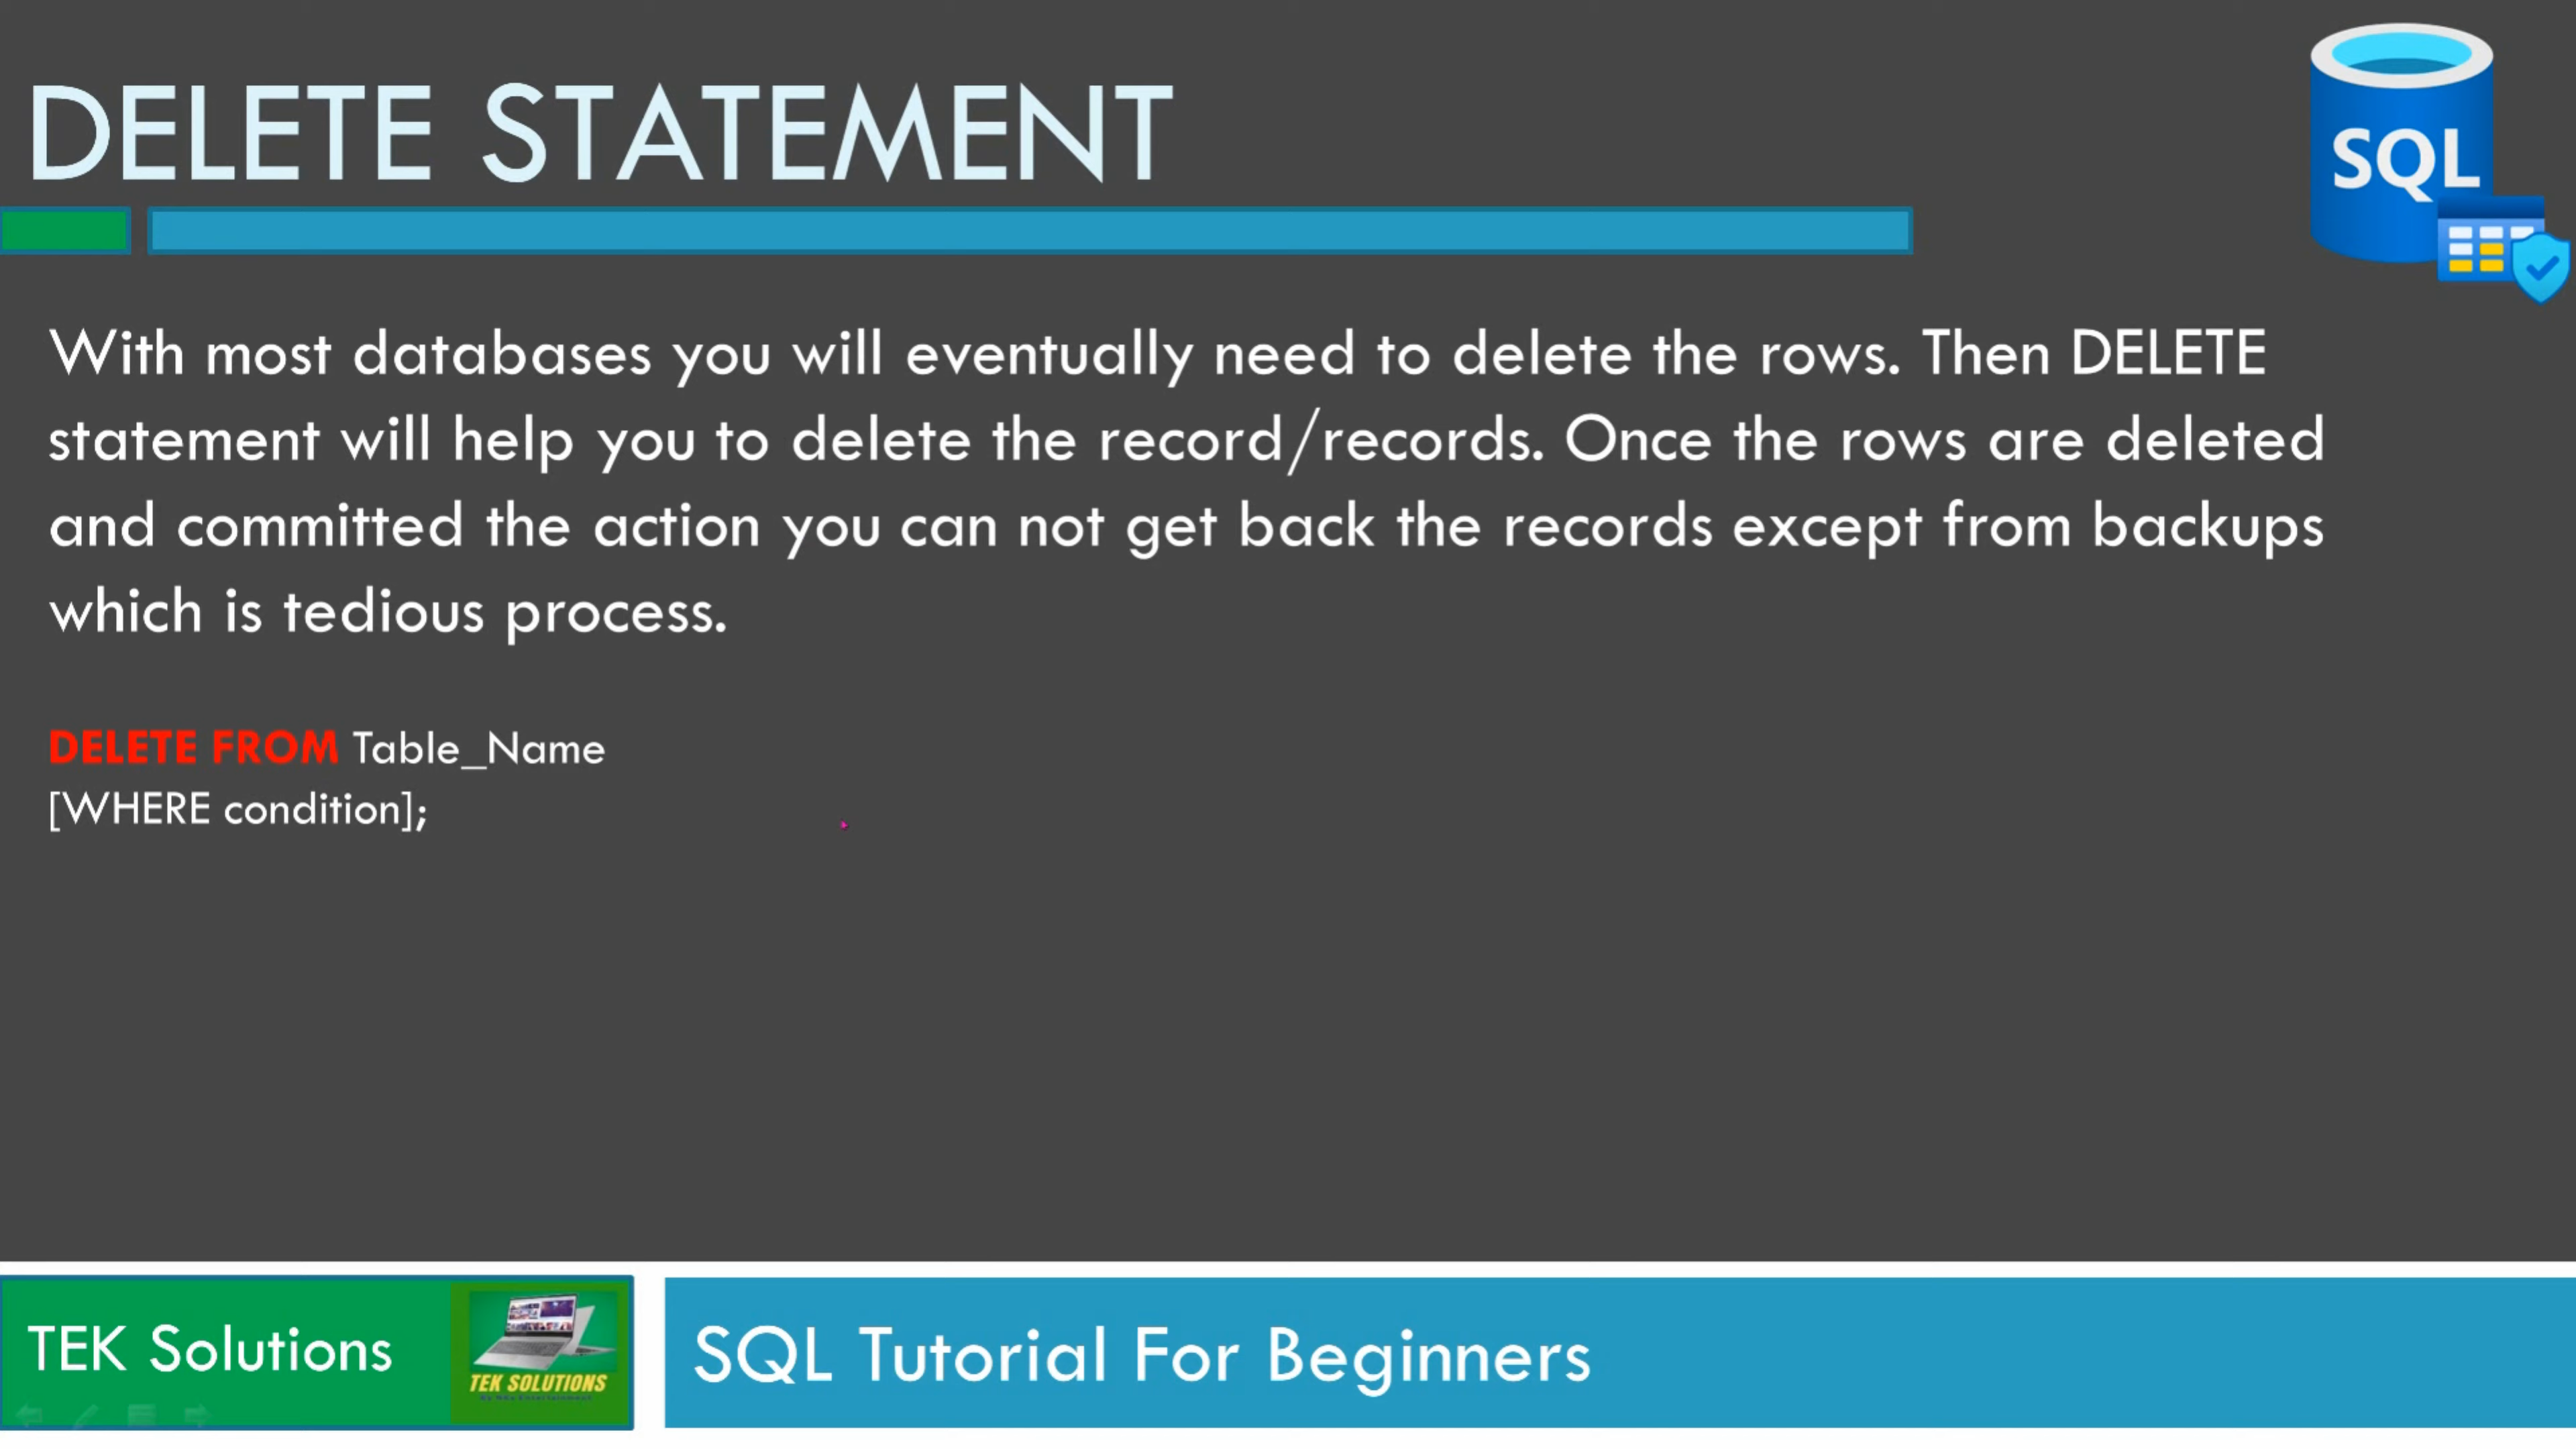 DELETE STATEMENT
SQL
With most databases you will eventually need to delete the rows. Then DELETE
statement will help you to delete the record/records. Once the rows are deleted
and committed the action you can not get back the records except from backups
which is tedious process.
DELETE FROM Table_Name
[WHERE condition];
TEK Solutions
TEK SOLUTIONS
SQL Tutorial For Beginners